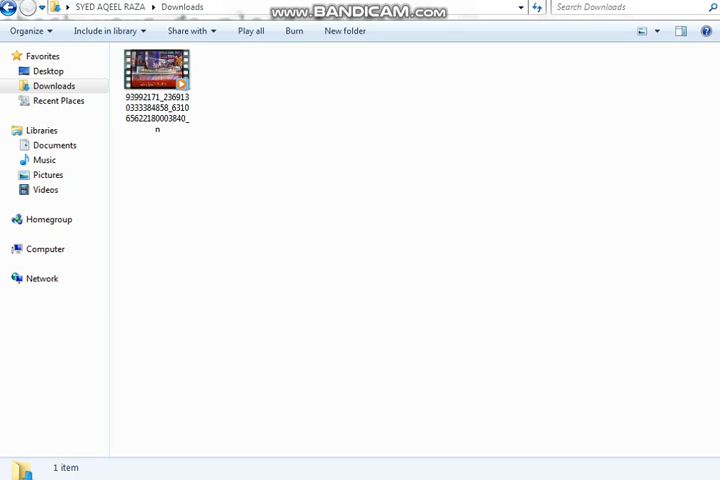 www.BANDICAM.com
SYED AQEEL RAZA
Downloads
Search Downloads
Organize
Include in library
Share with
Play all
Burn
New folder
Favorites
Desktop
Downloads
Recent Places
Libraries
Documents
Music
Pictures
Videos
Homegroup
Computer
Network
93992171_236913
0333384858_6310
65622180003840_
n
1 item